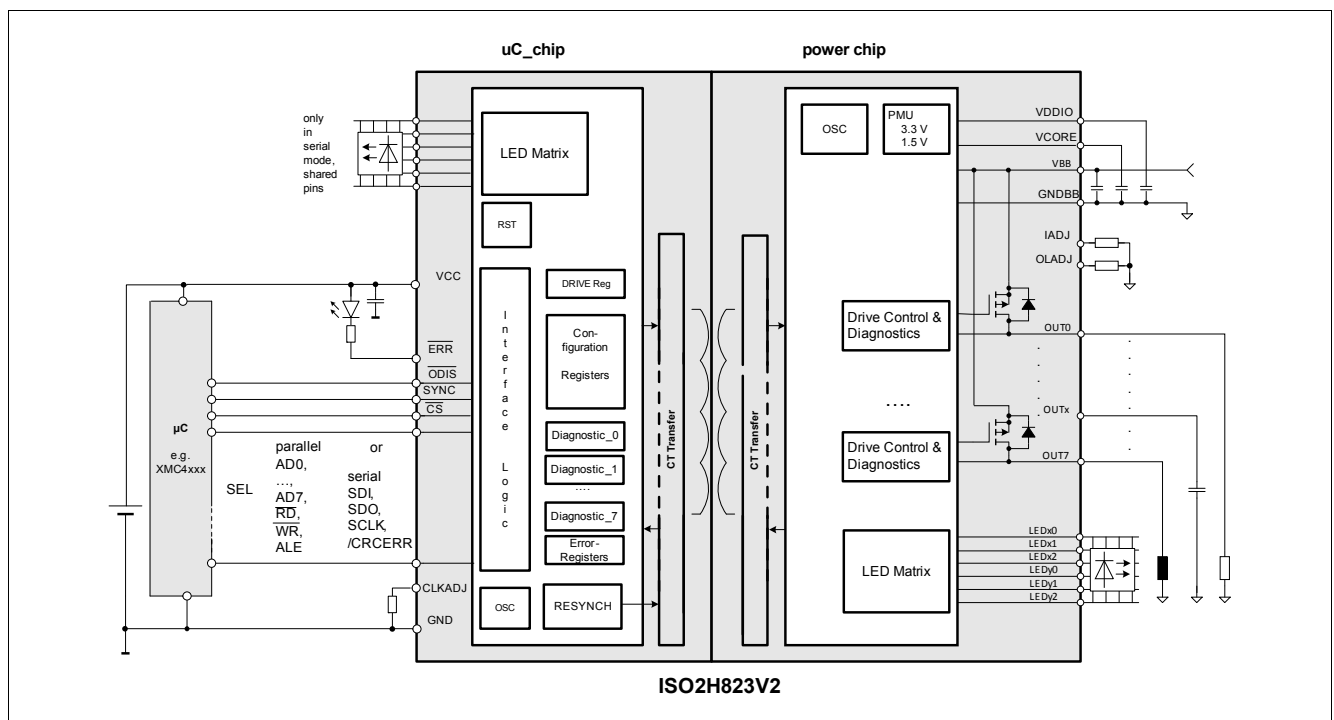 uC_chip
power chip
only
in
serial
mode,
shared
pins
LED Matrix
RST
VCC
DRIVE Reg
Interface Logic
Con-
figuration
Registers
ERR
ODIS
SYNC
CS
µC
e.g.
XMC4xxx
SEL
parallel
AD0,
...,
AD7,
RD,
WR,
ALE
or
serial
SDI,
SDO,
SCLK,
/CRCERR
Diagnostic_0
Diagnostic_1
....
Diagnostic_7
Error-
Registers
CLKADJ
GND
OSC
RESYNCH
CT Transfer
CT Transfer
OSC
PMU
3.3 V
1.5 V
VDDIO
VCORE
VBB
GNDBB
IADJ
OLADJ
Drive Control &
Diagnostics
OUT0
....
OUTx
Drive Control &
Diagnostics
OUT7
LED Matrix
LEDx0
LEDx1
LEDx2
LEDy0
LEDy1
LEDy2
ISO2H823V2